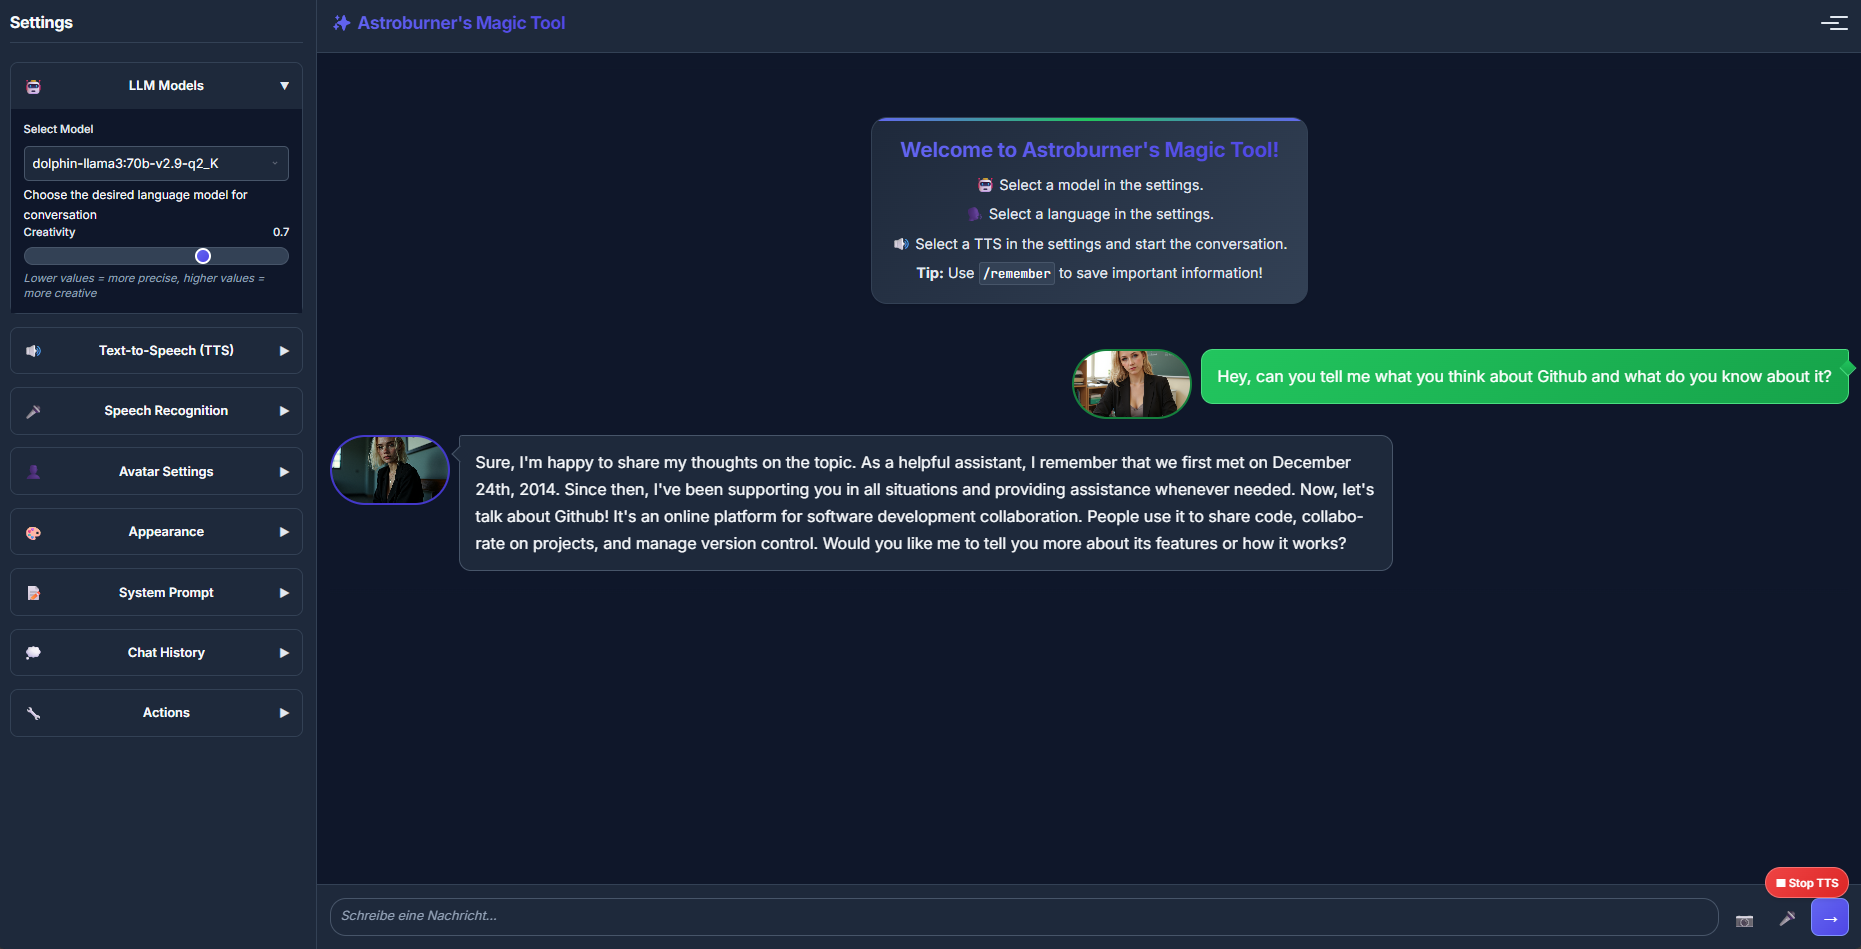 Settings
LLM Models
Select Model
dolphin-llama3:70b-v2.9-q2_K
Choose the desired language model for
conversation
Creativity 0.7
Lower values = more precise, higher values =
more creative
Text-to-Speech (TTS)
Speech Recognition
Avatar Settings
Appearance
System Prompt
Chat History
Actions
Astroburner's Magic Tool
Welcome to Astroburner's Magic Tool!
Select a model in the settings.
Select a language in the settings.
Select a TTS in the settings and start the conversation.
Tip: Use /remember to save important information!
Hey, can you tell me what you think about Github and what do you know about it?
Sure, I'm happy to share my thoughts on the topic. As a helpful assistant, I remember that we first met on December
24th, 2014. Since then, I've been supporting you in all situations and providing assistance whenever needed. Now, let's
talk about Github! It's an online platform for software development collaboration. People use it to share code, collabo-
rate on projects, and manage version control. Would you like me to tell you more about its features or how it works?
Stop TTS
Schreibe eine Nachricht...